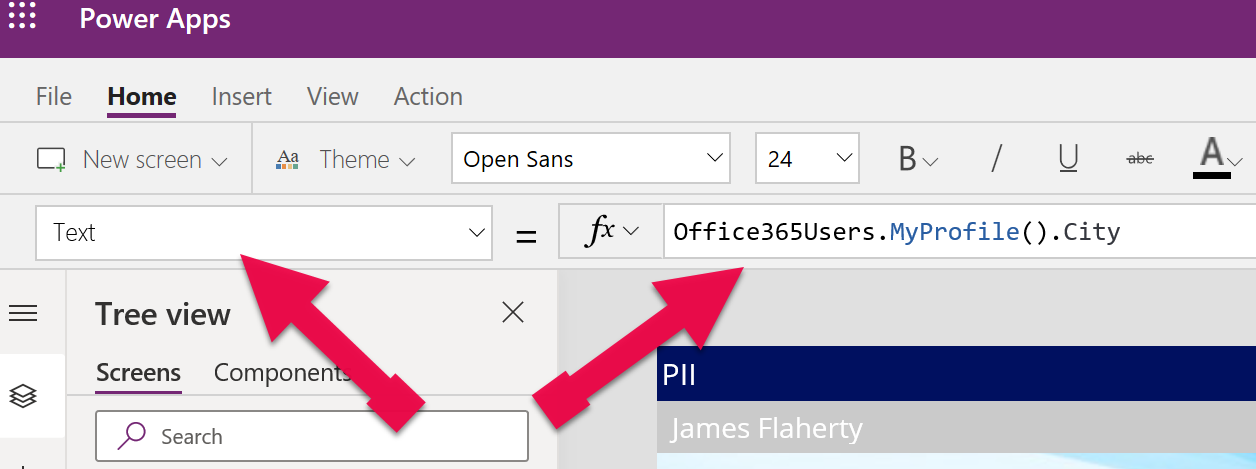 Power Apps
File Home Insert View Action
New screen Aa Theme Open Sans 24 B / U abc A
Text = fx Office365Users.MyProfile().City
Tree view
Screens Components
Search
PII
James Flaherty